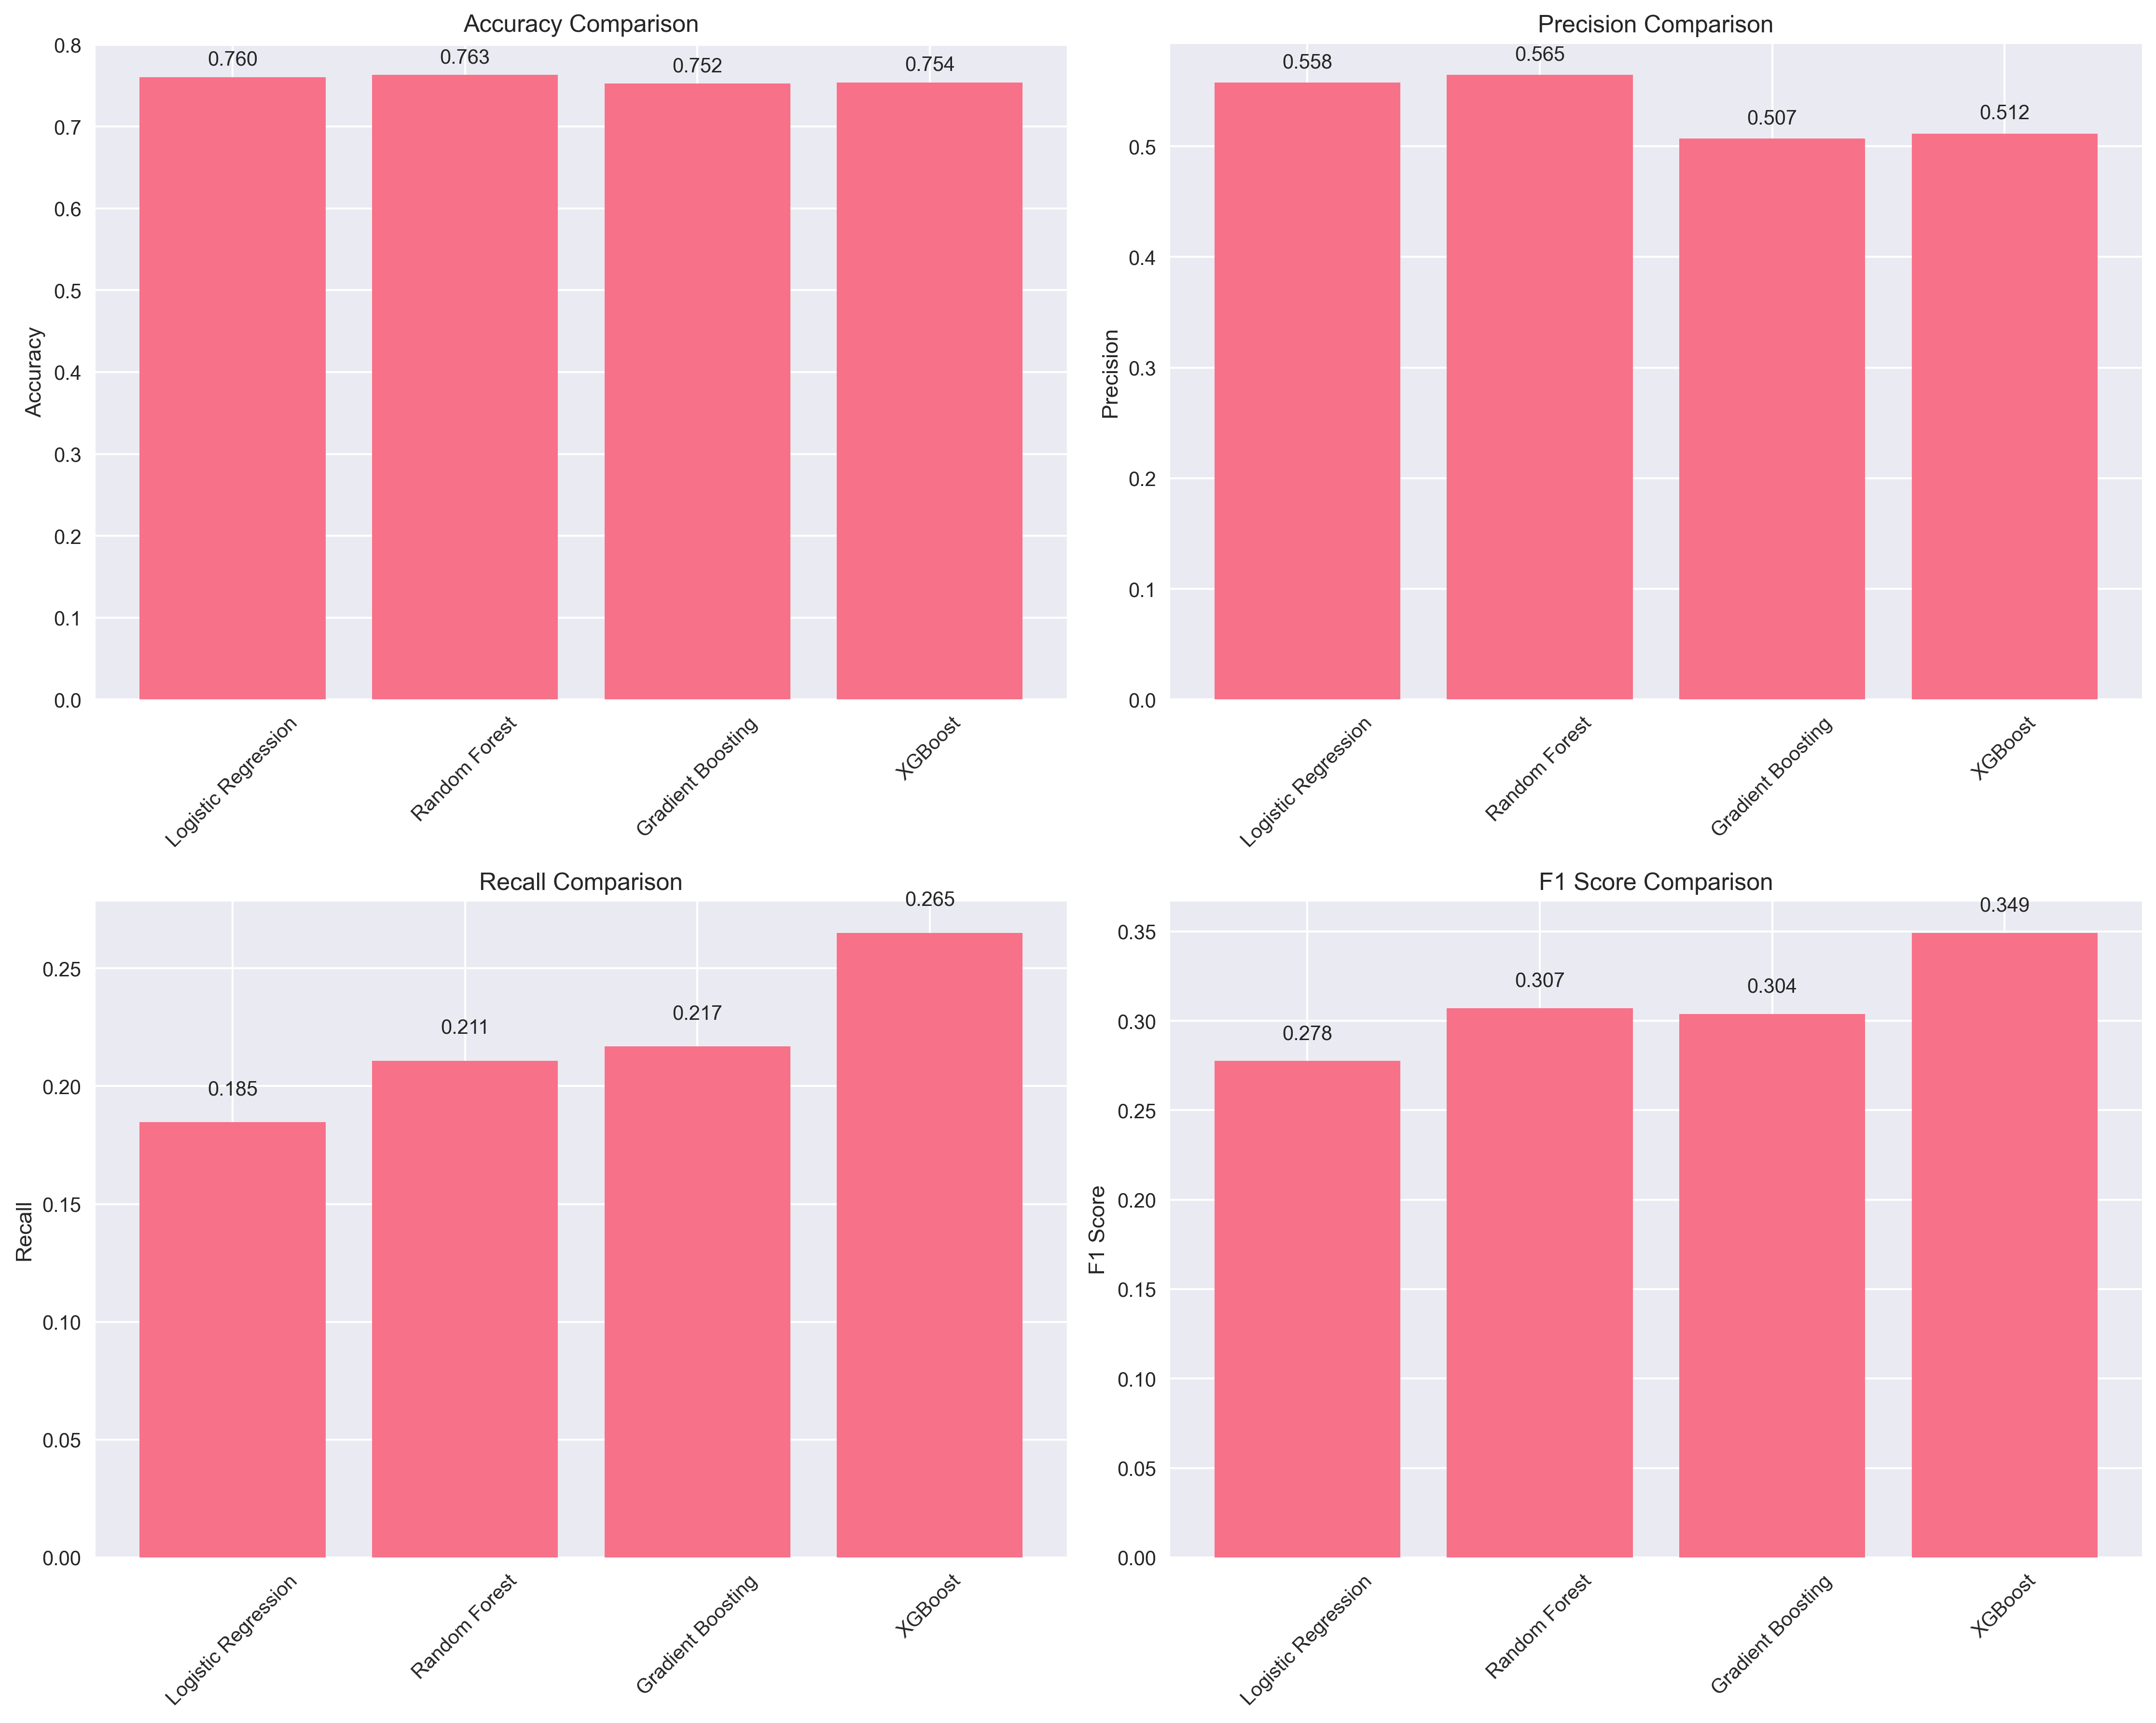 Accuracy Comparison
0.8
0.7
0.6
0.5
0.4
0.3
0.2
0.1
0.0
Accuracy
0.760
0.763
0.752
0.754
Logistic Regression
Random Forest
Gradient Boosting
XGBoost
Precision Comparison
0.5
0.4
0.3
0.2
0.1
0.0
Precision
0.558
0.565
0.507
0.512
Logistic Regression
Random Forest
Gradient Boosting
XGBoost
Recall Comparison
0.25
0.20
0.15
0.10
0.05
0.00
Recall
0.185
0.211
0.217
0.265
Logistic Regression
Random Forest
Gradient Boosting
XGBoost
F1 Score Comparison
0.35
0.30
0.25
0.20
0.15
0.10
0.05
0.00
F1 Score
0.278
0.307
0.304
0.349
Logistic Regression
Random Forest
Gradient Boosting
XGBoost